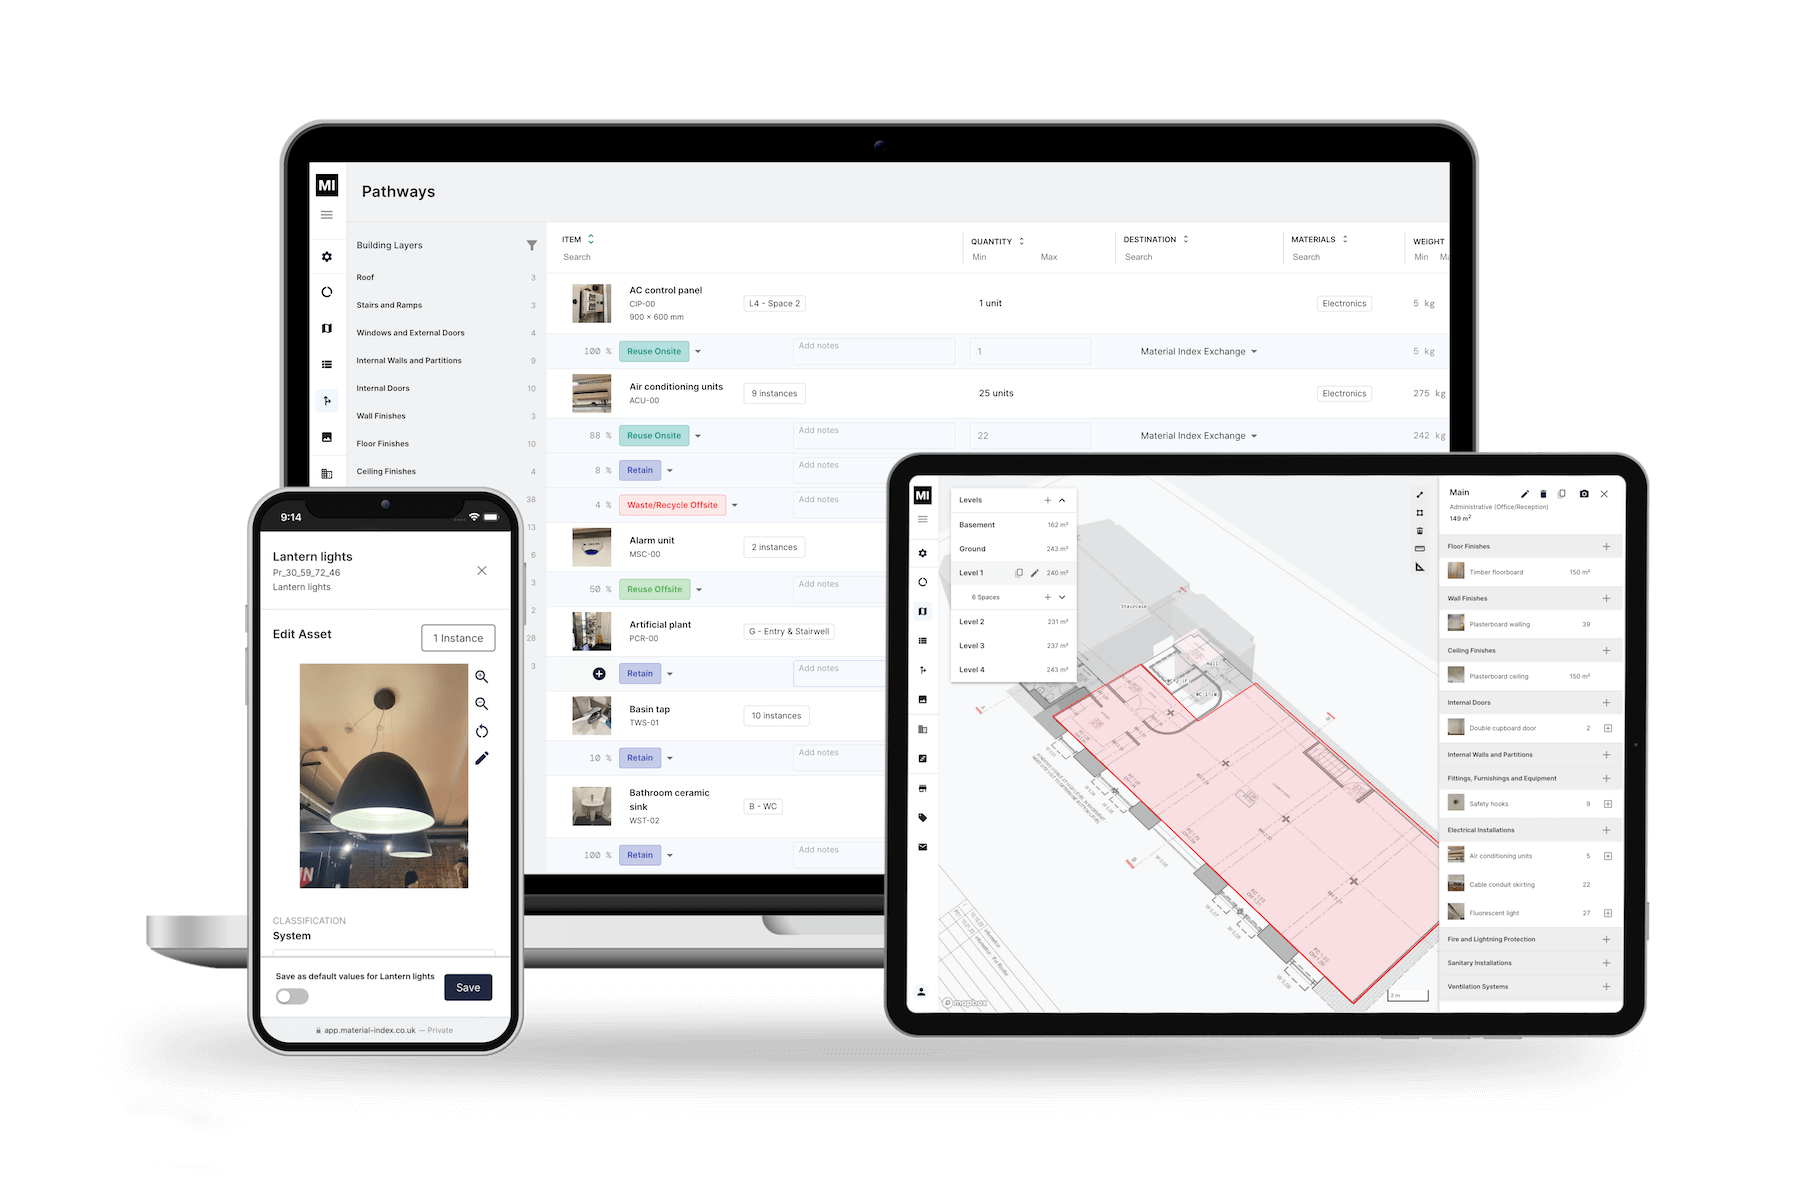 MI
Pathways
Building Layers
Roof 3
Stairs and Ramps 3
Windows and External Doors 4
Internal Walls and Partitions 9
Internal Doors 10
Wall Finishes 3
Floor Finishes 10
Ceiling Finishes 4
38
13
6
3
2
28
3
ITEM QUANTITY DESTINATION MATERIALS WEIGHT
Search Min Max Search Search Min
AC control panel
CIP-00
900 × 600 mm
L4 - Space 2 1 unit Electronics 5 kg
100 % Reuse Onsite Add notes 1 Material Index Exchange 5 kg
Air conditioning units
ACU-00
9 instances 25 units Electronics 275 kg
88 % Reuse Onsite Add notes 22 Material Index Exchange 242 kg
8 % Retain Add notes
4 % Waste/Recycle Offsite Add notes
Alarm unit
MSC-00
2 instances
50 % Reuse Offsite Add notes
Artificial plant
PCR-00
G - Entry & Stairwell
Retain Add notes
Basin tap
TWS-01
10 instances
10 % Retain Add notes
Bathroom ceramic
sink
WST-02
B - WC
100 % Retain Add notes
9:14
Lantern lights
Pr_30_59_72_46
Lantern lights
Edit Asset
1 Instance
CLASSIFICATION
System
Save as default values for Lantern lights
Save
app.material-index.co.uk — Private
MI
Levels
Basement 162 m²
Ground 243 m²
Level 1 240 m²
6 Spaces
Level 2 231 m²
Level 3 237 m²
Level 4 243 m²
Staircase
Hall
mapbox
2 m
Main
Administrative (Office/Reception)
149 m²
Floor Finishes
Timber floorboard 150 m²
Wall Finishes
Plasterboard walling 39
Ceiling Finishes
Plasterboard ceiling 150 m²
Internal Doors
Double cupboard door 2
Internal Walls and Partitions
Fittings, Furnishings and Equipment
Safety hooks 9
Electrical Installations
Air conditioning units 5
Cable conduit skirting 22
Fluorescent light 27
Fire and Lightning Protection
Sanitary Installations
Ventilation Systems